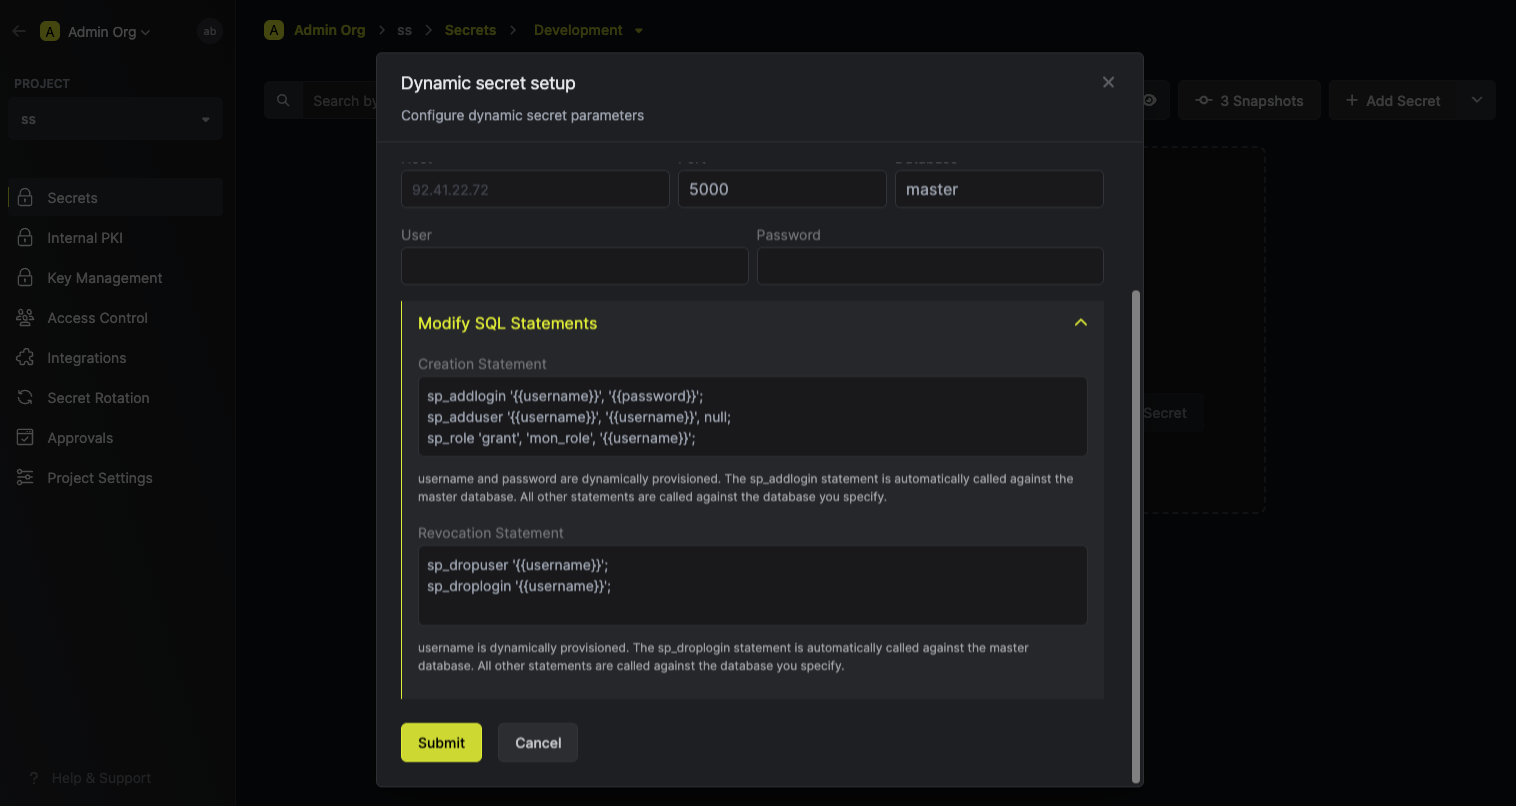 A Admin Org
ab
A Admin Org > ss > Secrets > Development
PROJECT
ss
Search by
3 Snapshots
+ Add Secret
Secrets
Internal PKI
Key Management
Access Control
Integrations
Secret Rotation
Approvals
Project Settings
? Help & Support
Secret
Dynamic secret setup
Configure dynamic secret parameters
92.41.22.72
5000
master
User
Password
Modify SQL Statements
Creation Statement
sp_addlogin '{{username}}', '{{password}}';
sp_adduser '{{username}}', '{{username}}', null;
sp_role 'grant', 'mon_role', '{{username}}';
username and password are dynamically provisioned. The sp_addlogin statement is automatically called against the
master database. All other statements are called against the database you specify.
Revocation Statement
sp_dropuser '{{username}}';
sp_droplogin '{{username}}';
username is dynamically provisioned. The sp_droplogin statement is automatically called against the master
database. All other statements are called against the database you specify.
Submit
Cancel